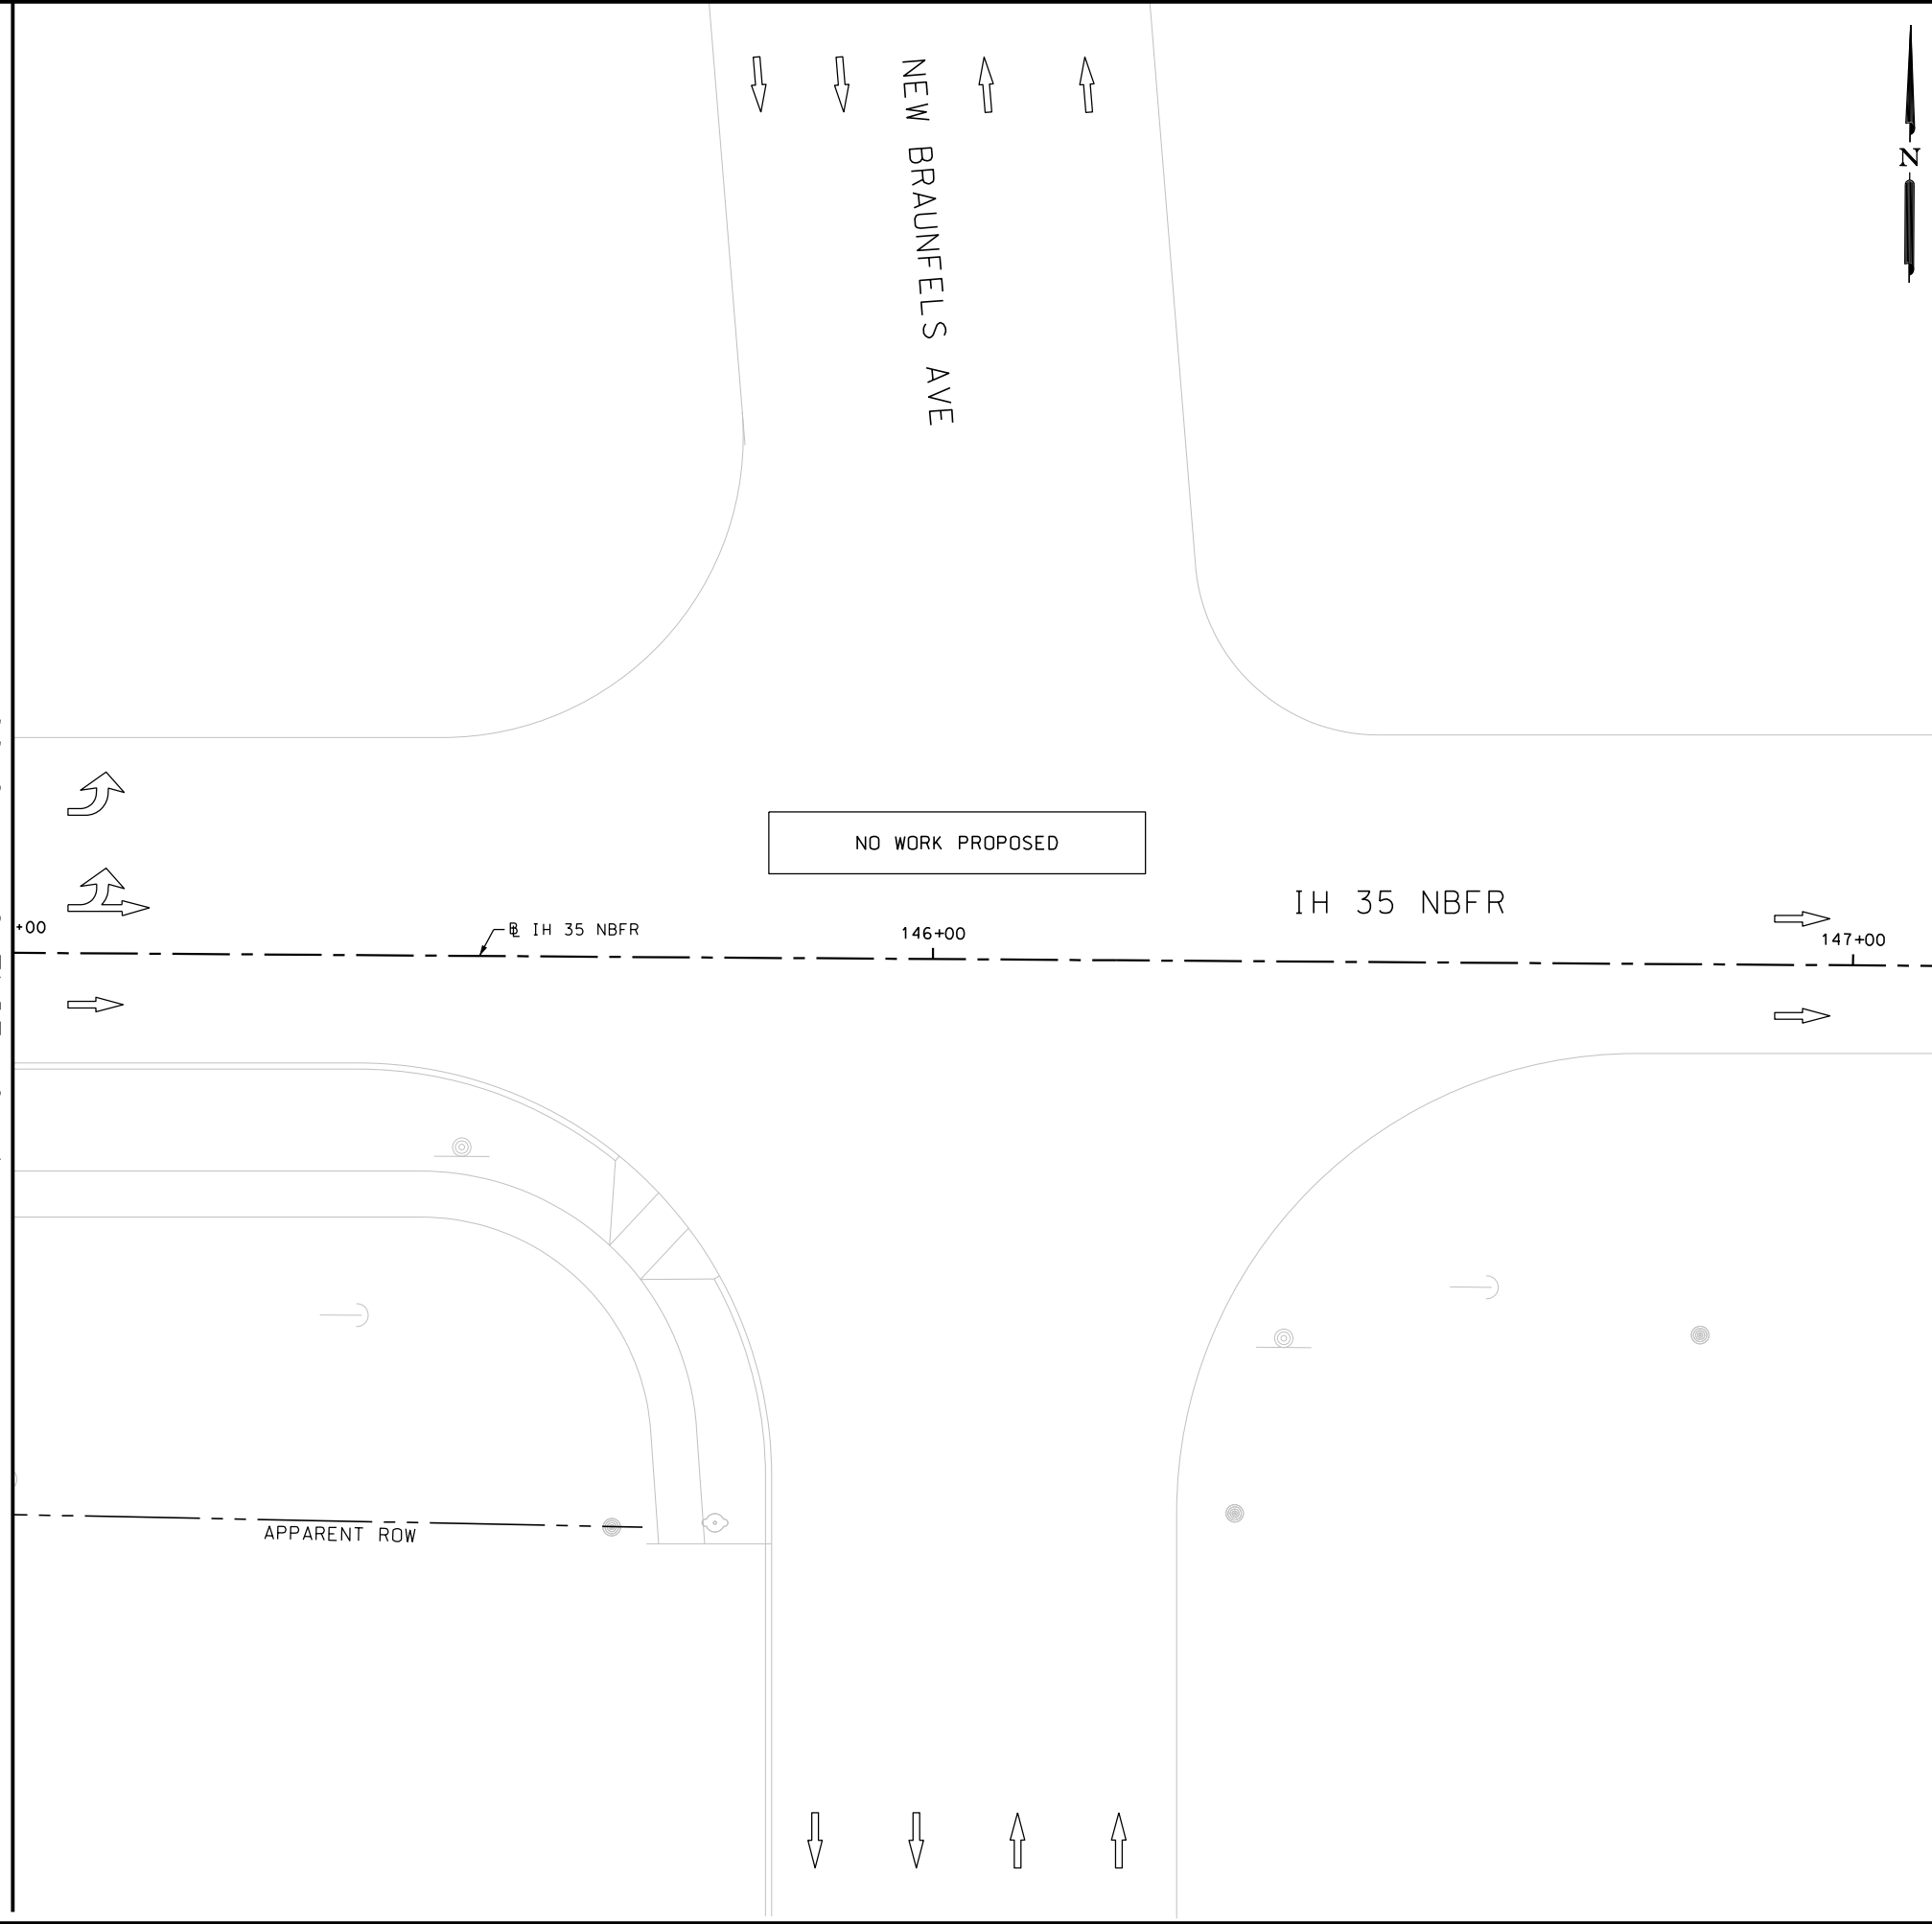 NEW BRAUNFELS AVE
N
NO WORK PROPOSED
IH 35 NBFR
+00
BL IH 35 NBFR
146+00
147+00
APPARENT ROW